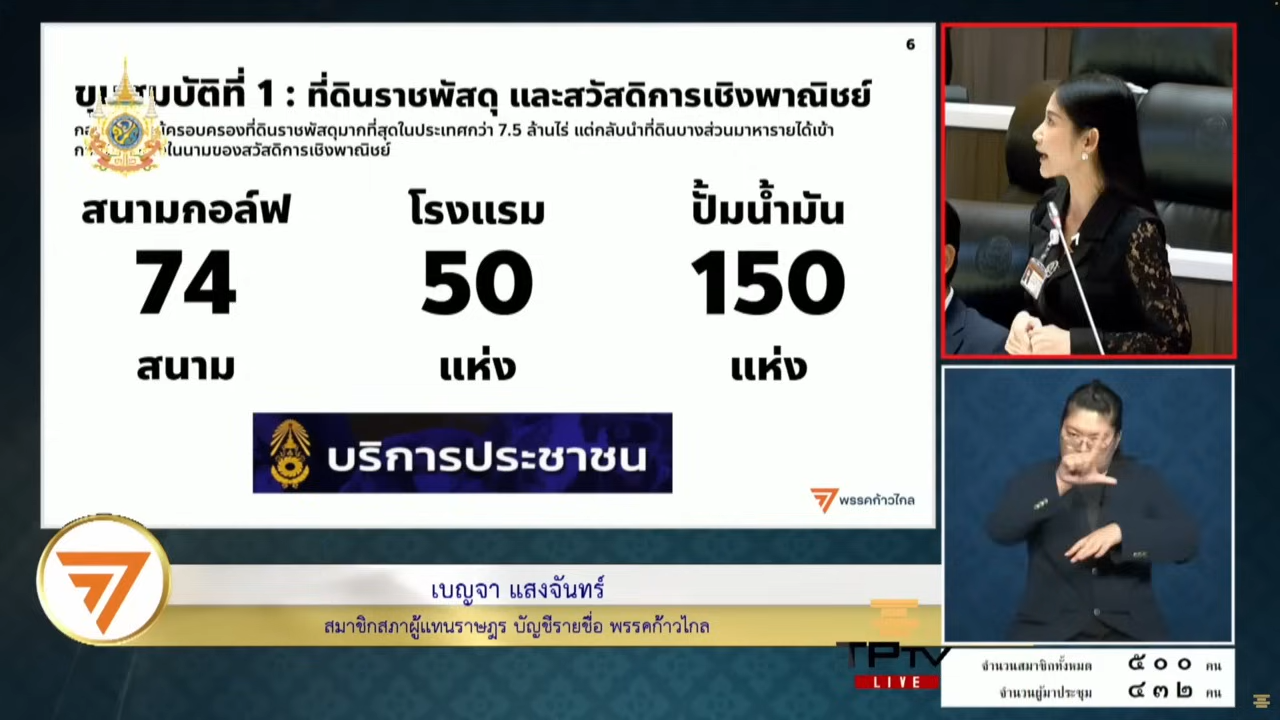 6
ที่ 1 : ที่ดินราชพัสดุ และสวัสดิการเชิงพาณิชย์
ครอบครองที่ดินราชพัสดุมากที่สุดในประเทศกว่า 7.5 ล้านไร่ แต่กลับนำที่ดินบางส่วนมาหารายได้เข้า
ในนามของสวัสดิการเชิงพาณิชย์
สนามกอล์ฟ โรงแรม ปั้มน้ำมัน
74 50 150
สนาม แห่ง แห่ง
บริการประชาชน
พรรคก้าวไกล
เบญจา แสงจันทร์
สมาชิกสภาผู้แทนราษฎร บัญชีรายชื่อ พรรคก้าวไกล
TPTV
LIVE
จำนวนสมาชิกทั้งหมด ๕๐๐ คน
จำนวนผู้มาประชุม ๔๓๒ คน